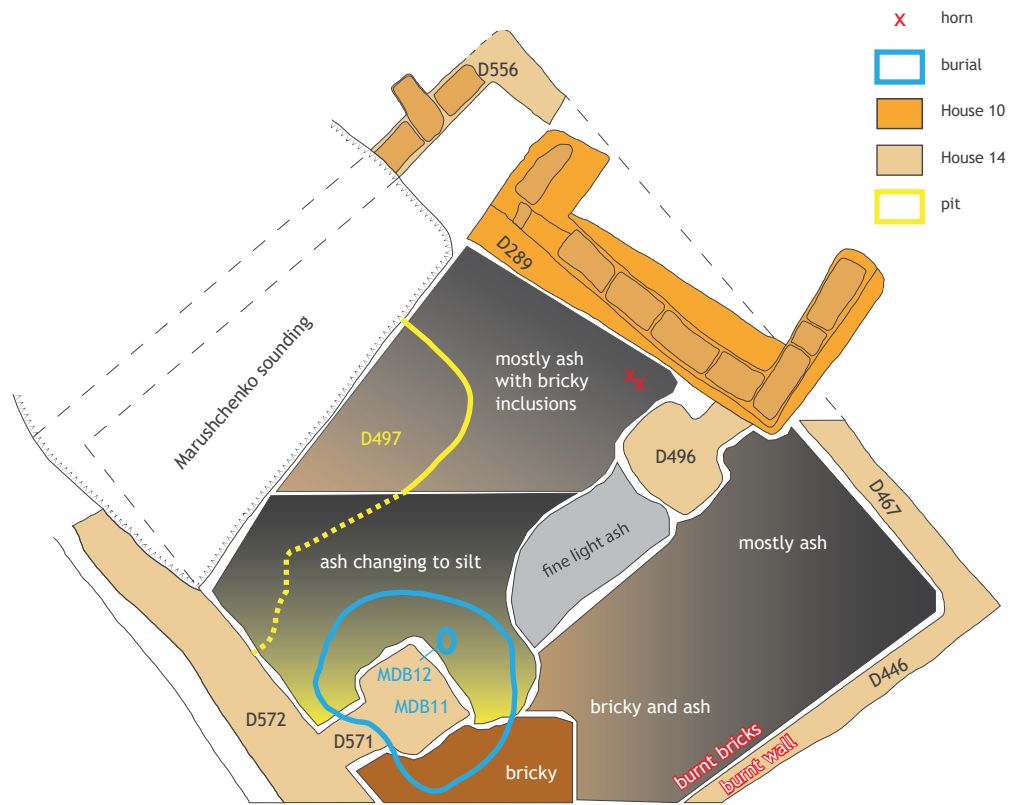 horn
burial
House 10
House 14
pit
D556
D289
Marushchenko sounding
mostly ash
with bricky
inclusions
D497
D496
D467
mostly ash
fine light ash
ash changing to silt
MDB12
MDB11
D446
bricky and ash
D572
D571
burnt bricks
burnt wall
bricky
x
x
x